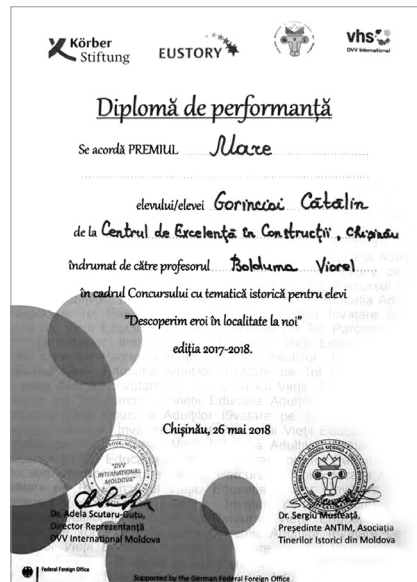 Körber
Stiftung
EUSTORY
vhs
DVV International
Diplomă de performanță
Se acordă PREMIUL Mare
elevului/elevei Gorincioi Cătălin
de la Centrul de Excelență în Construcții, Chișinău
îndrumat de către profesorul Bolduma Viorel
în cadrul Concursului cu tematică istorică pentru elevi
"Descoperim eroi în localitate la noi"
ediția 2017-2018.
Chișinău, 26 mai 2018
"DVV
INTERNATIONAL
MOLDOVA"
Dr. Adela Scutaru-Guțu,
Director Reprezentanță
DVV International Moldova
Dr. Sergiu Musteață,
Președinte ANTIM, Asociația
Tinerilor Istorici din Moldova
Federal Foreign Office
Supported by the German Federal Foreign Office.